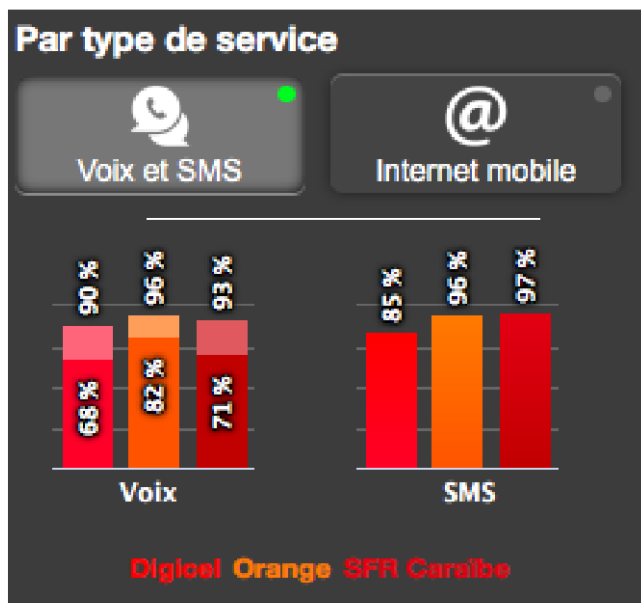 Par type de service
Voix et SMS
@
Internet mobile
90 % 96 % 93 %
68 % 82 % 71 %
85 % 96 % 97 %
Voix
SMS
Digicel Orange SFR Caraïbe